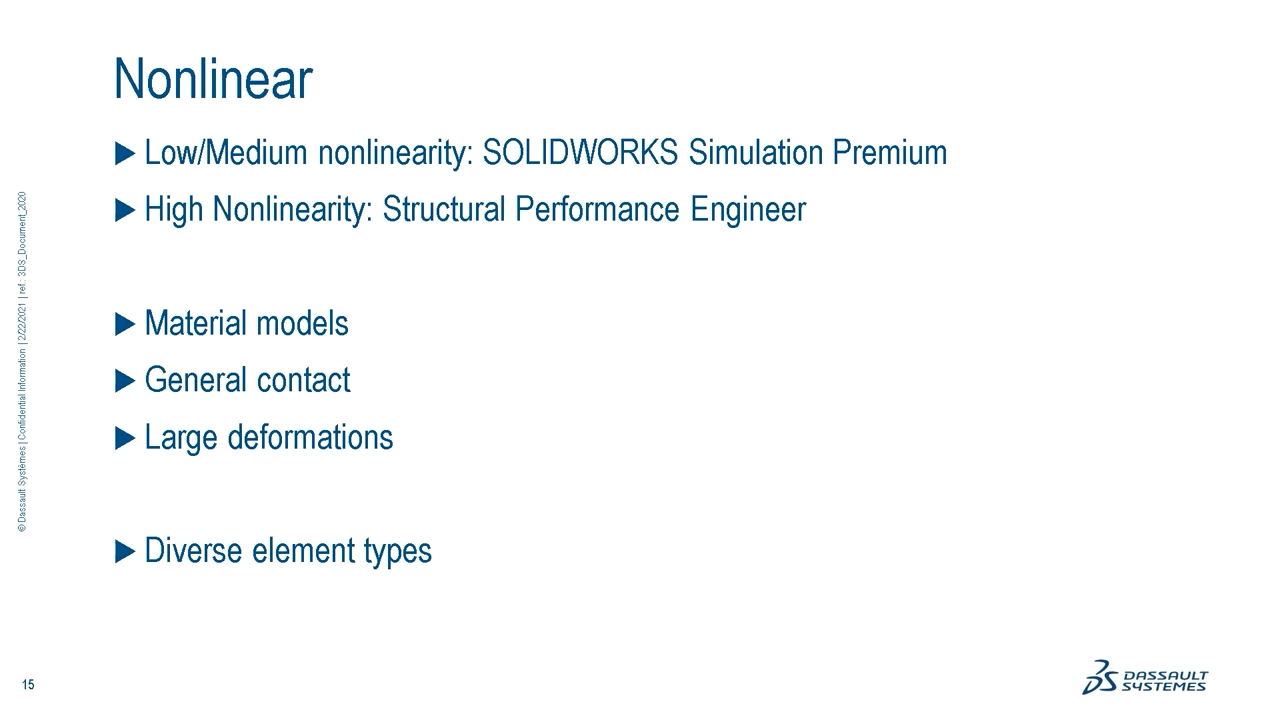 Nonlinear
▶ Low/Medium nonlinearity: SOLIDWORKS Simulation Premium
▶ High Nonlinearity: Structural Performance Engineer
▶ Material models
▶ General contact
▶ Large deformations
▶ Diverse element types
© Dassault Systèmes | Confidential Information | 2/22/2021 | ref.: 3DS_Document_2020
15
DASSAULT
SYSTEMES